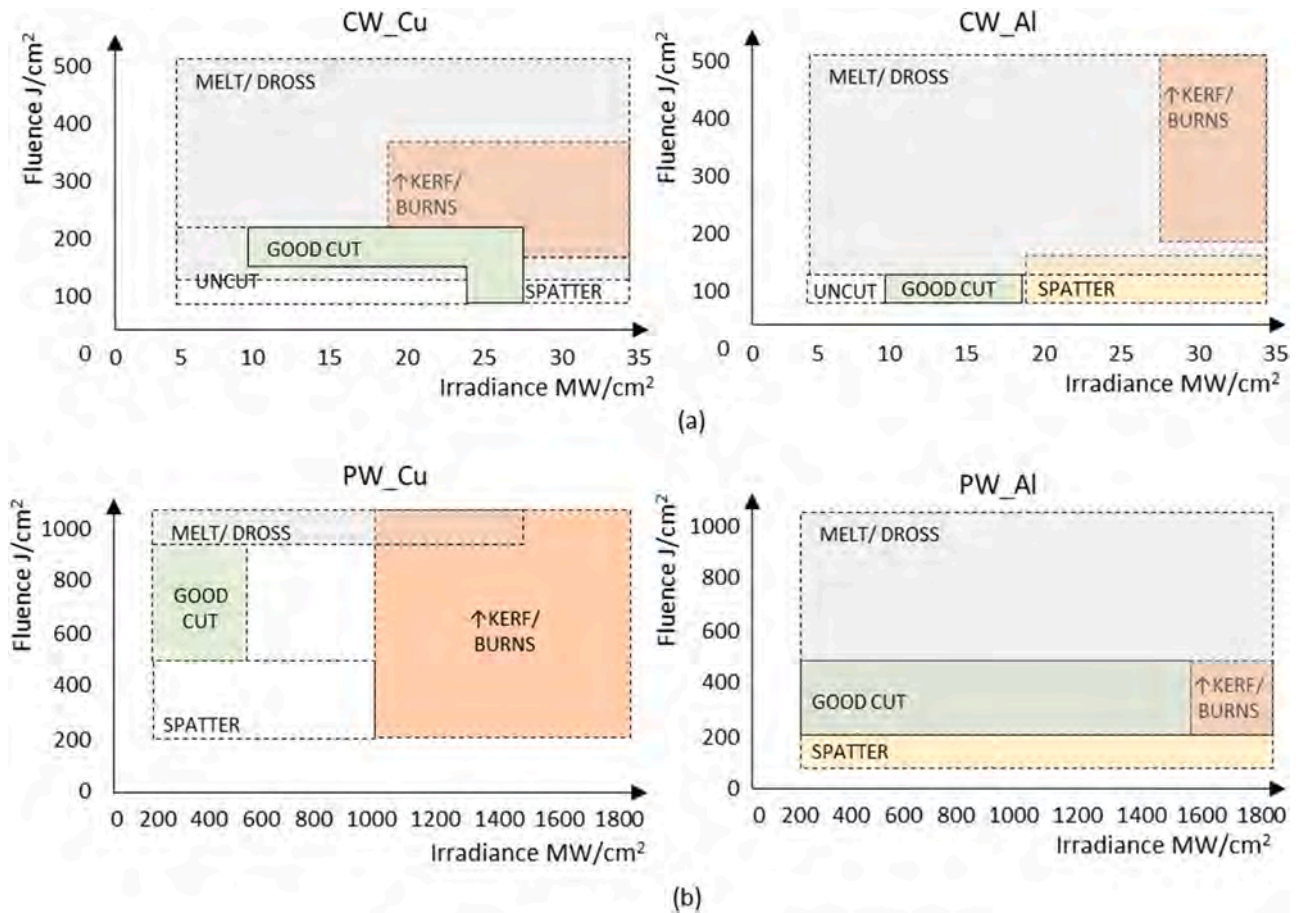 CW_Cu
Fluence J/cm²
500
400
300
200
100
0
MELT/ DROSS
↑KERF/
BURNS
GOOD CUT
UNCUT
SPATTER
0 5 10 15 20 25 30 35
Irradiance MW/cm²
CW_Al
Fluence J/cm²
500
400
300
200
100
0
MELT/ DROSS
↑KERF/
BURNS
UNCUT
GOOD CUT
SPATTER
0 5 10 15 20 25 30 35
Irradiance MW/cm²
(a)
PW_Cu
Fluence J/cm²
1000
800
600
400
200
0
MELT/ DROSS
GOOD
CUT
↑KERF/
BURNS
SPATTER
0 200 400 600 800 1000 1200 1400 1600 1800
Irradiance MW/cm²
PW_Al
Fluence J/cm²
1000
800
600
400
200
0
MELT/ DROSS
GOOD CUT
↑KERF/
BURNS
SPATTER
0 200 400 600 800 1000 1200 1400 1600 1800
Irradiance MW/cm²
(b)